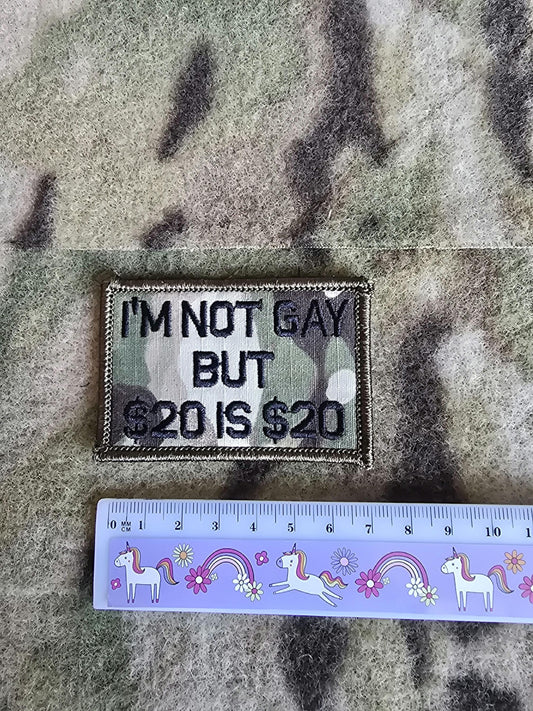 I'M NOT GAY
BUT
$20 IS $20
0 1 2 3 4 5 6 7 8 9 10
MM
CM